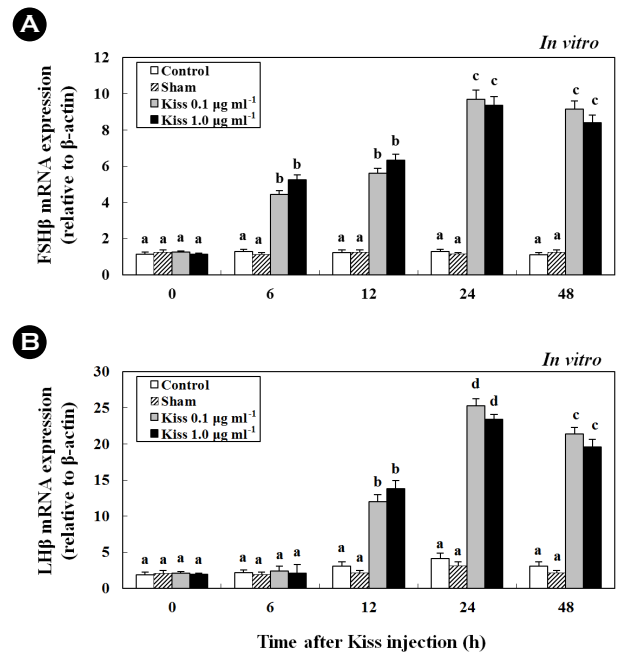 A
In vitro
FSHβ mRNA expression
(relative to β-actin)
12
10
8
6
4
2
0
Control
Sham
Kiss 0.1 μg ml-1
Kiss 1.0 μg ml-1
a a a a
a a b b
a a b b
a a c c
a a c c
0 6 12 24 48
B
In vitro
LHβ mRNA expression
(relative to β-actin)
30
25
20
15
10
5
0
Control
Sham
Kiss 0.1 μg ml-1
Kiss 1.0 μg ml-1
a a a a
a a a a
a a b b
a a d d
a a c c
0 6 12 24 48
Time after Kiss injection (h)